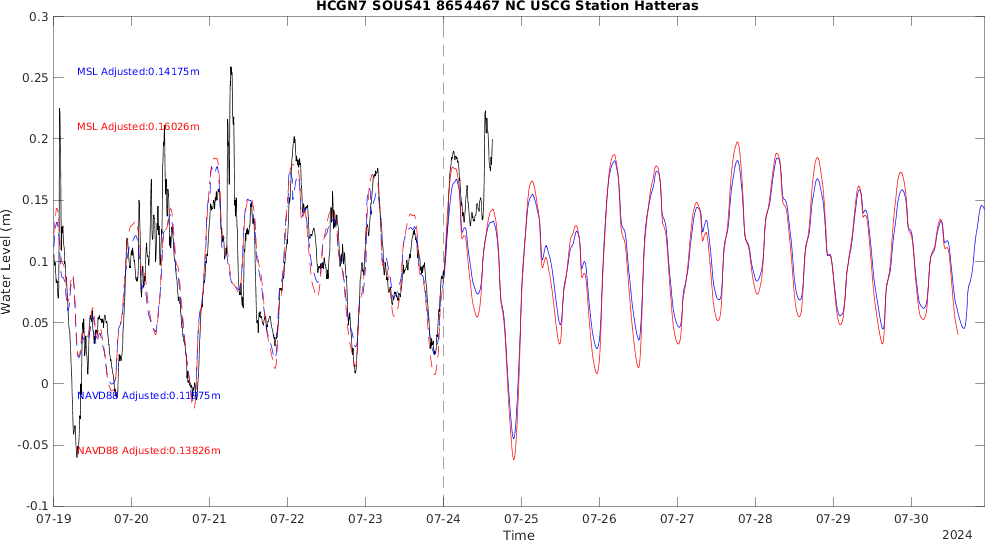 HCGN7 SOUS41 8654467 NC USCG Station Hatteras
0.3
0.25
0.2
0.15
0.1
0.05
0
-0.05
-0.1
Water Level (m)
MSL Adjusted:0.14175m
MSL Adjusted:0.16026m
NAVD88 Adjusted:0.11975m
NAVD88 Adjusted:0.13826m
07-19 07-20 07-21 07-22 07-23 07-24 07-25 07-26 07-27 07-28 07-29 07-30
Time
2024